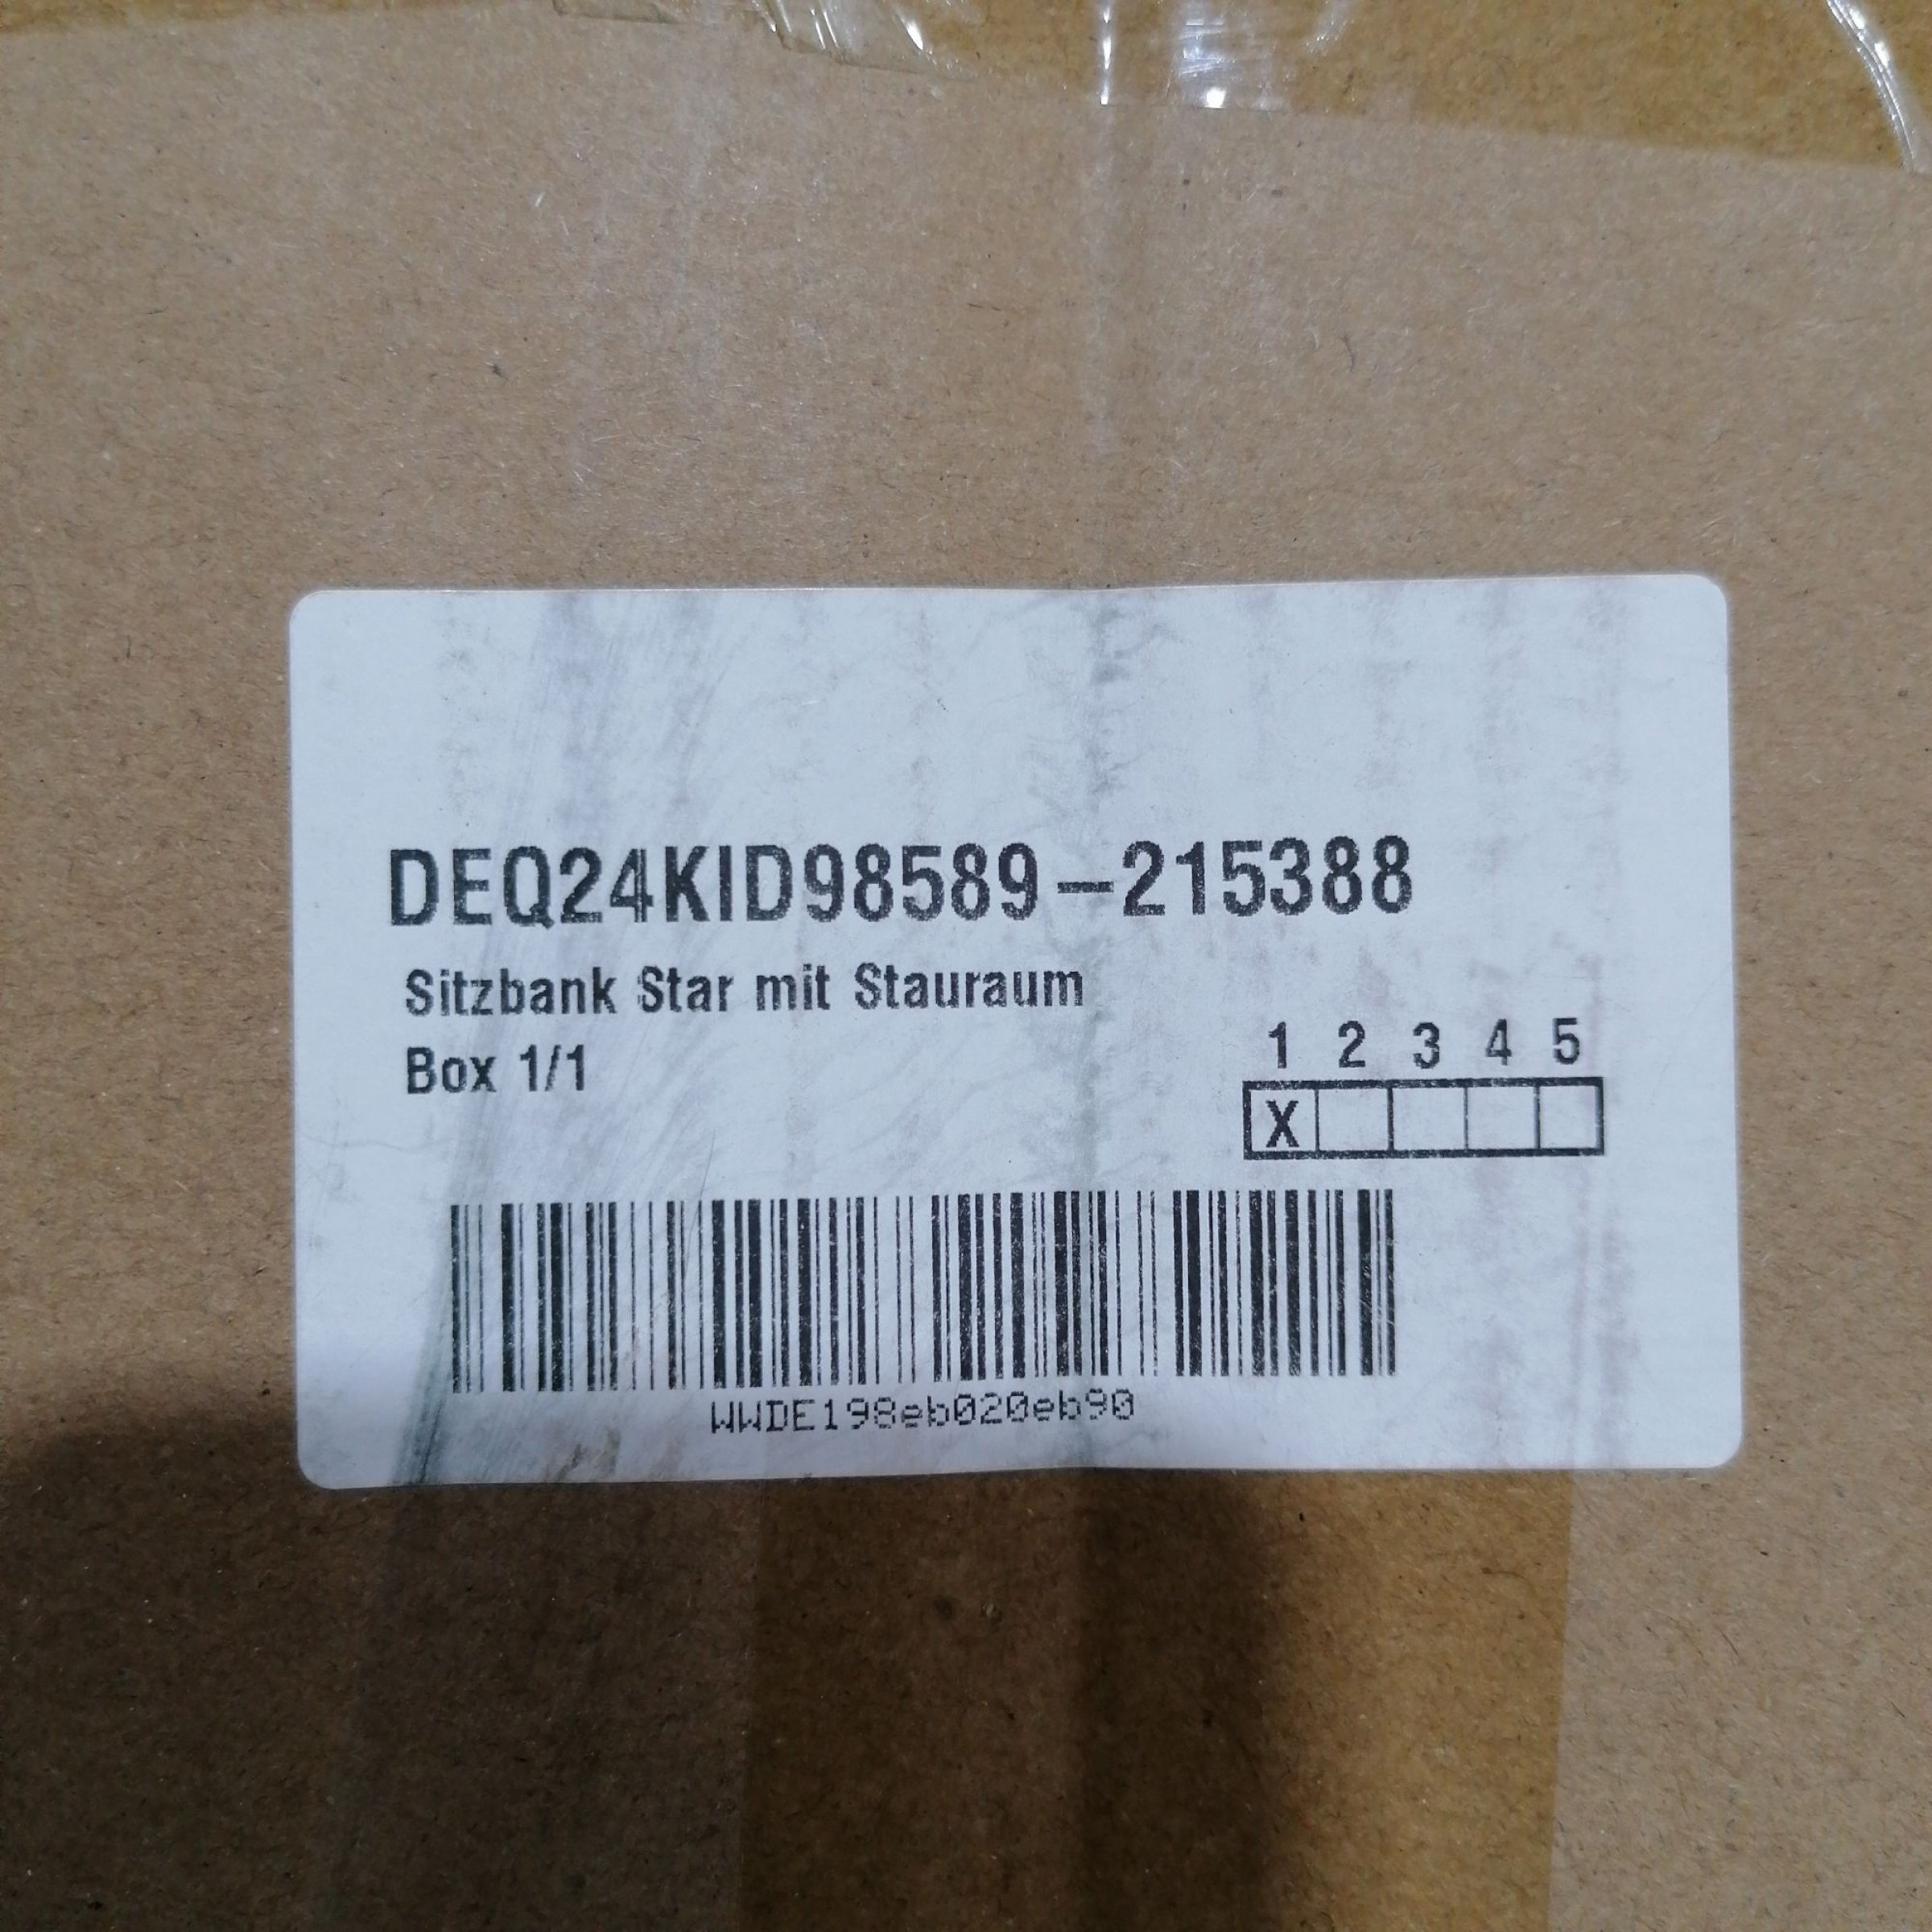 DEQ24KID98589-215388
Sitzbank Star mit Stauraum
Box 1/1
1 2 3 4 5
X
WWDE198eb020eb90